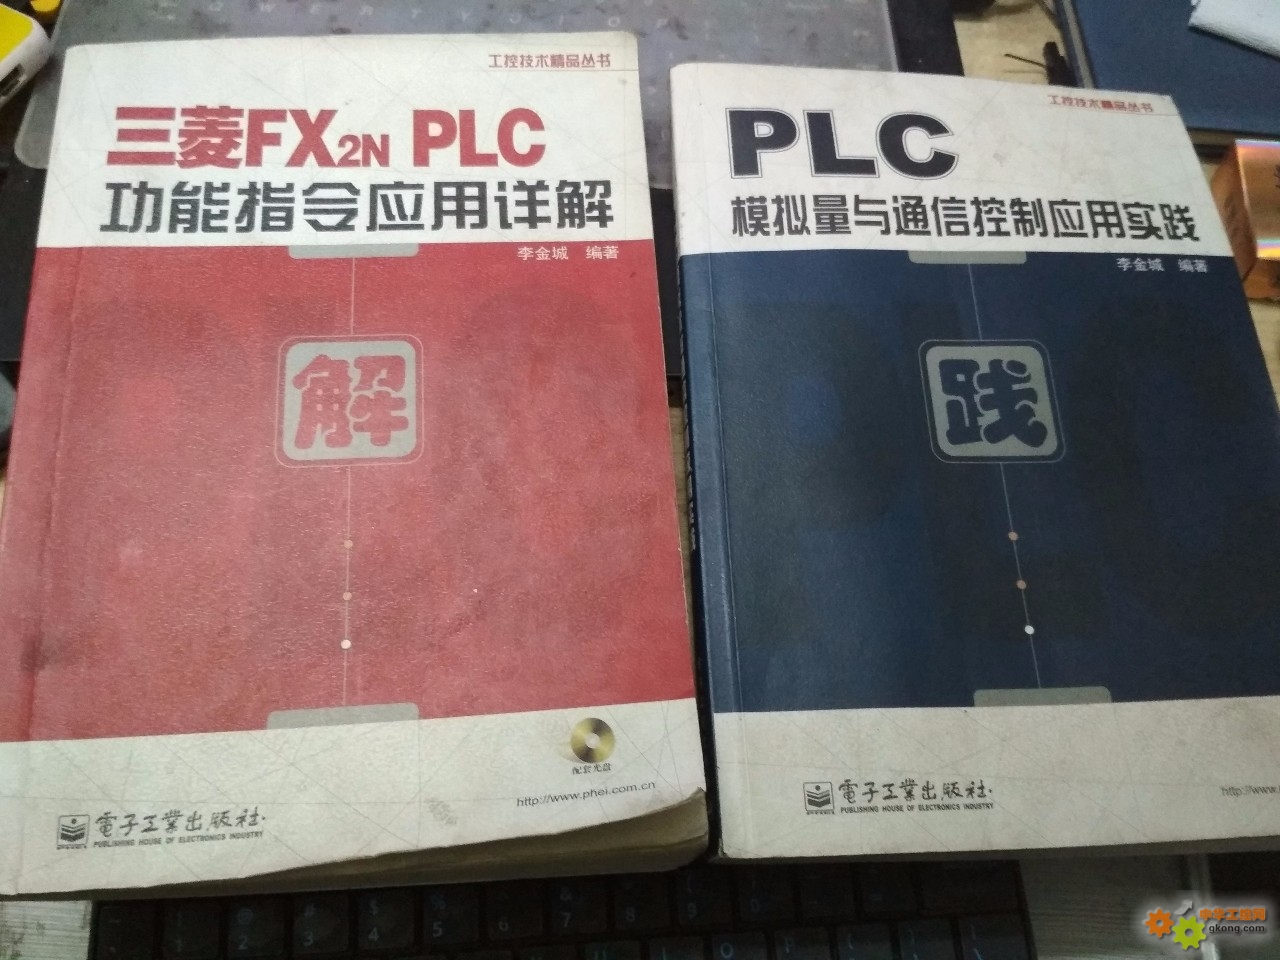 工控技术精品丛书
三菱FX2N PLC
功能指令应用详解
李金城 编著
解
配套光盘
http://www.phei.com.cn
電子工業出版社·
PUBLISHING HOUSE OF ELECTRONICS INDUSTRY
工控技术精品丛书
PLC
模拟量与通信控制应用实践
李金城 编著
践
電子工業出版社·
PUBLISHING HOUSE OF ELECTRONICS INDUSTRY
http://www.
中华工控网
gkong.com